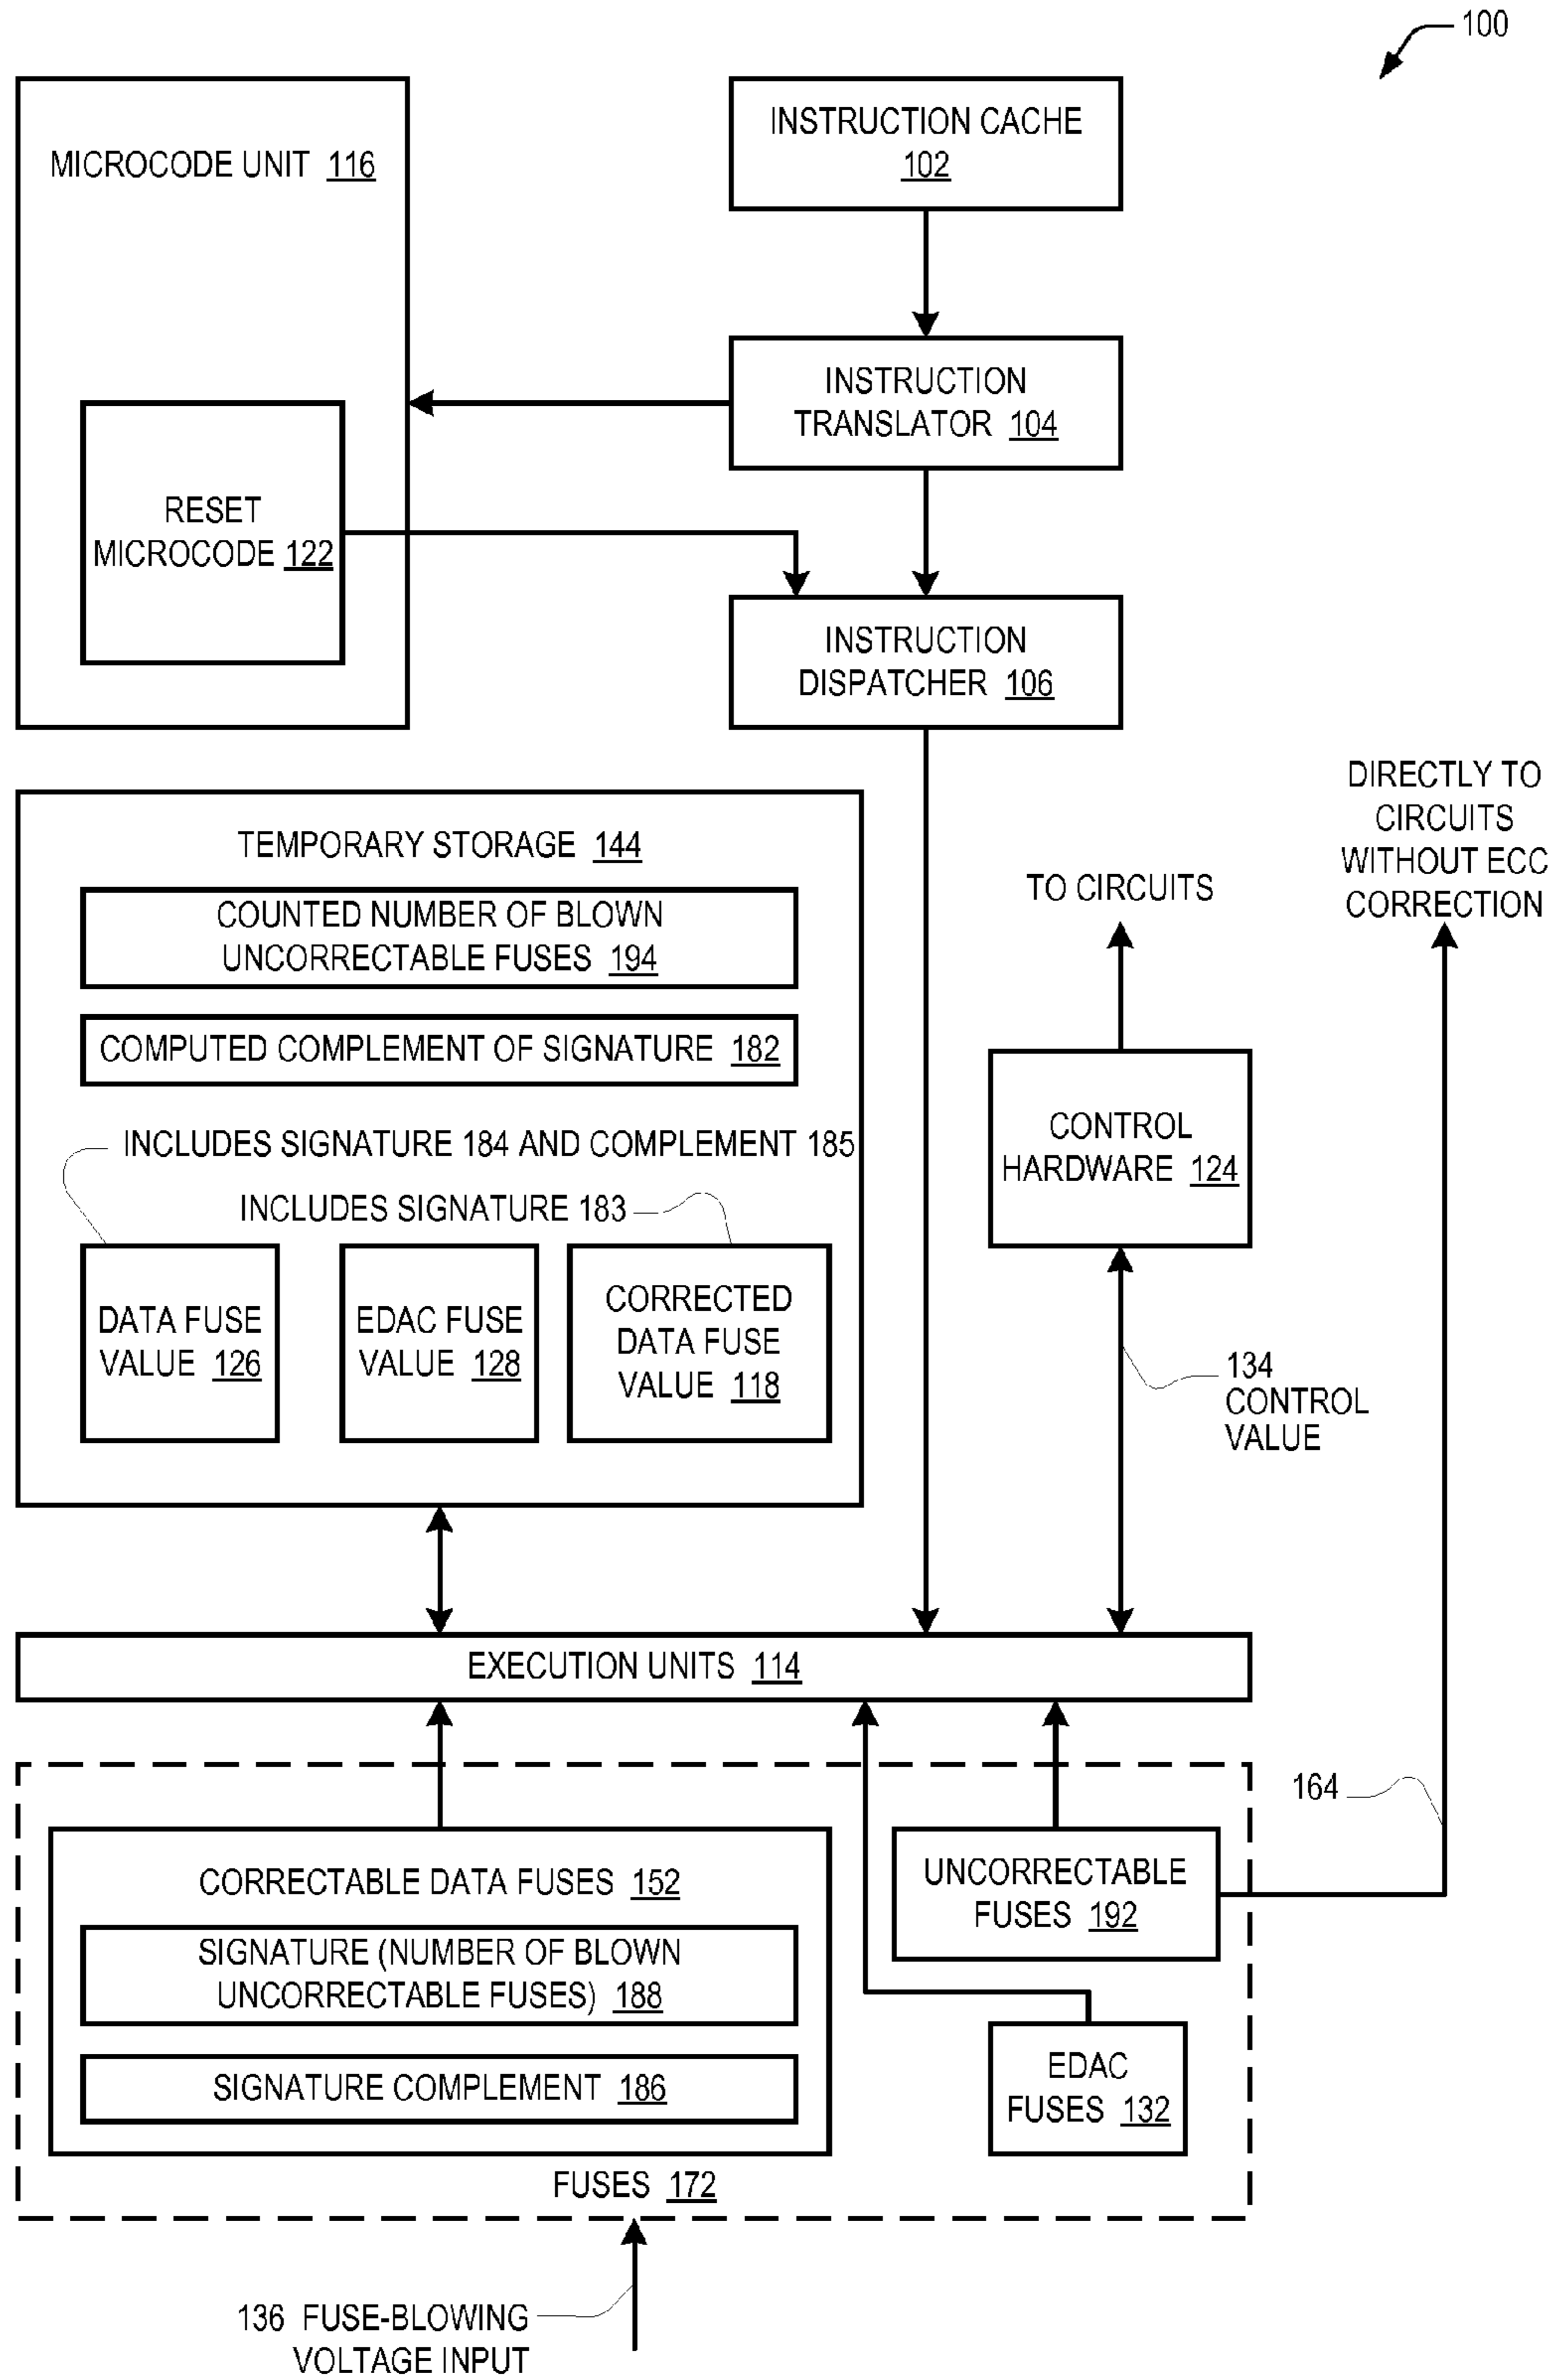 100
INSTRUCTION CACHE
102
MICROCODE UNIT 116
INSTRUCTION
TRANSLATOR 104
RESET
MICROCODE 122
INSTRUCTION
DISPATCHER 106
DIRECTLY TO
CIRCUITS
WITHOUT ECC
CORRECTION
TEMPORARY STORAGE 144
TO CIRCUITS
COUNTED NUMBER OF BLOWN
UNCORRECTABLE FUSES 194
COMPUTED COMPLEMENT OF SIGNATURE 182
CONTROL
HARDWARE 124
INCLUDES SIGNATURE 184 AND COMPLEMENT 185
INCLUDES SIGNATURE 183
DATA FUSE
VALUE 126
EDAC FUSE
VALUE 128
CORRECTED
DATA FUSE
VALUE 118
134
CONTROL
VALUE
EXECUTION UNITS 114
164
CORRECTABLE DATA FUSES 152
UNCORRECTABLE
FUSES 192
SIGNATURE (NUMBER OF BLOWN
UNCORRECTABLE FUSES) 188
SIGNATURE COMPLEMENT 186
EDAC
FUSES 132
FUSES 172
136 FUSE-BLOWING
VOLTAGE INPUT